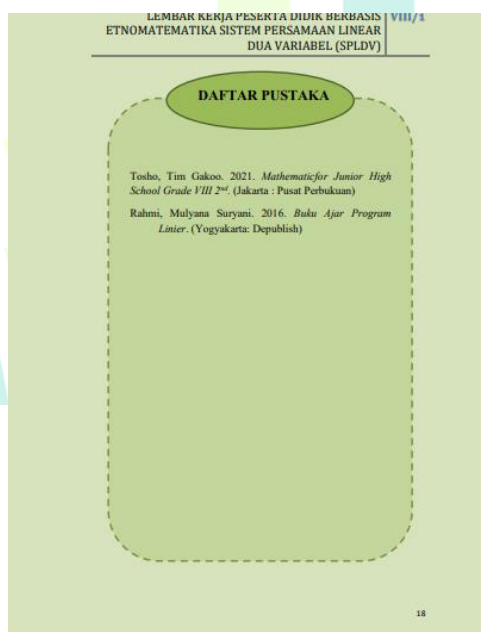 LEMBAR KERJA PESERTA DIDIK BERBASIS VIII/1
ETNOMATEMATIKA SISTEM PERSAMAAN LINEAR
DUA VARIABEL (SPLDV)
DAFTAR PUSTAKA
Tosho, Tim Gakoo. 2021. Mathematicfor Junior High
School Grade VIII 2nd. (Jakarta : Pusat Perbukuan)
Rahmi, Mulyana Suryani. 2016. Buku Ajar Program
Linier. (Yogyakarta: Depublish)
18